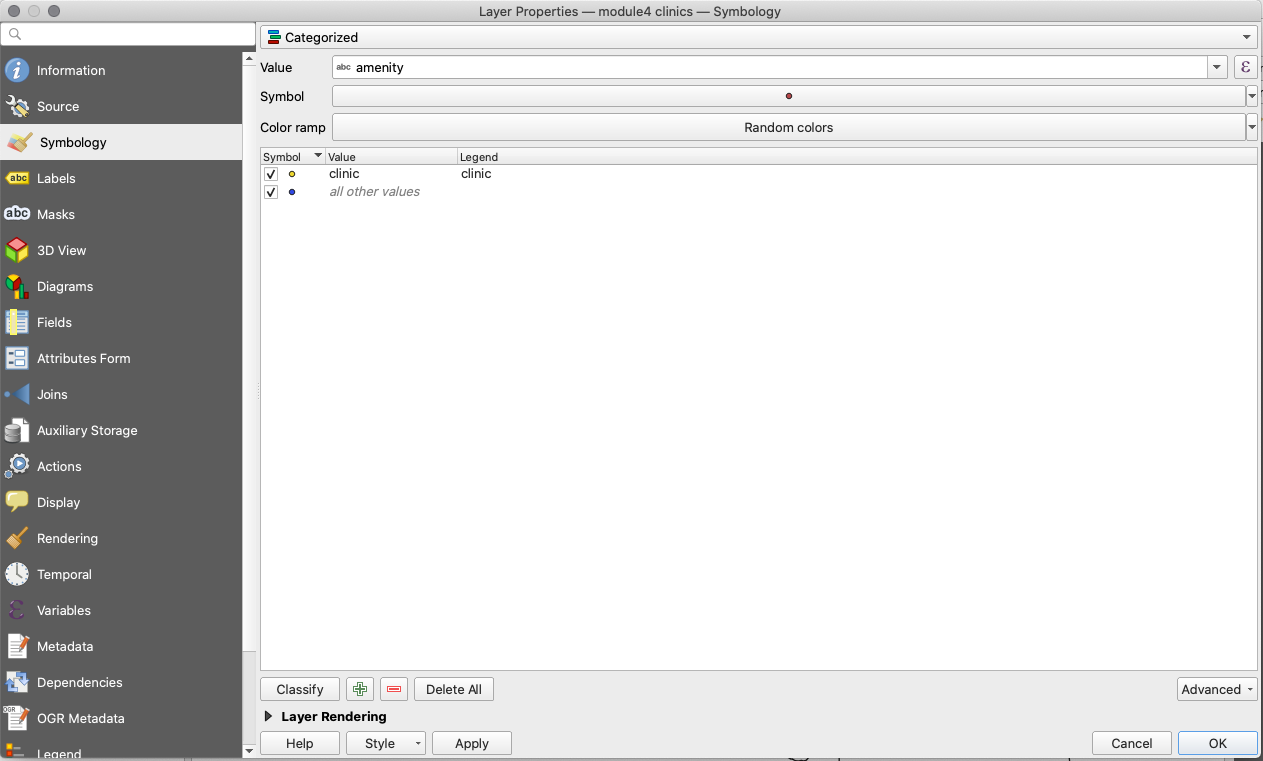 Layer Properties — module4 clinics — Symbology
Categorized
Information
Source
Symbology
Labels
Masks
3D View
Diagrams
Fields
Attributes Form
Joins
Auxiliary Storage
Actions
Display
Rendering
Temporal
Variables
Metadata
Dependencies
OGR Metadata
Legend
Value abc amenity ε
Symbol
Color ramp Random colors
Symbol Value Legend
clinic clinic
all other values
Classify Delete All Advanced
Layer Rendering
Help Style Apply Cancel OK
i
abc
abc
ε
OGR